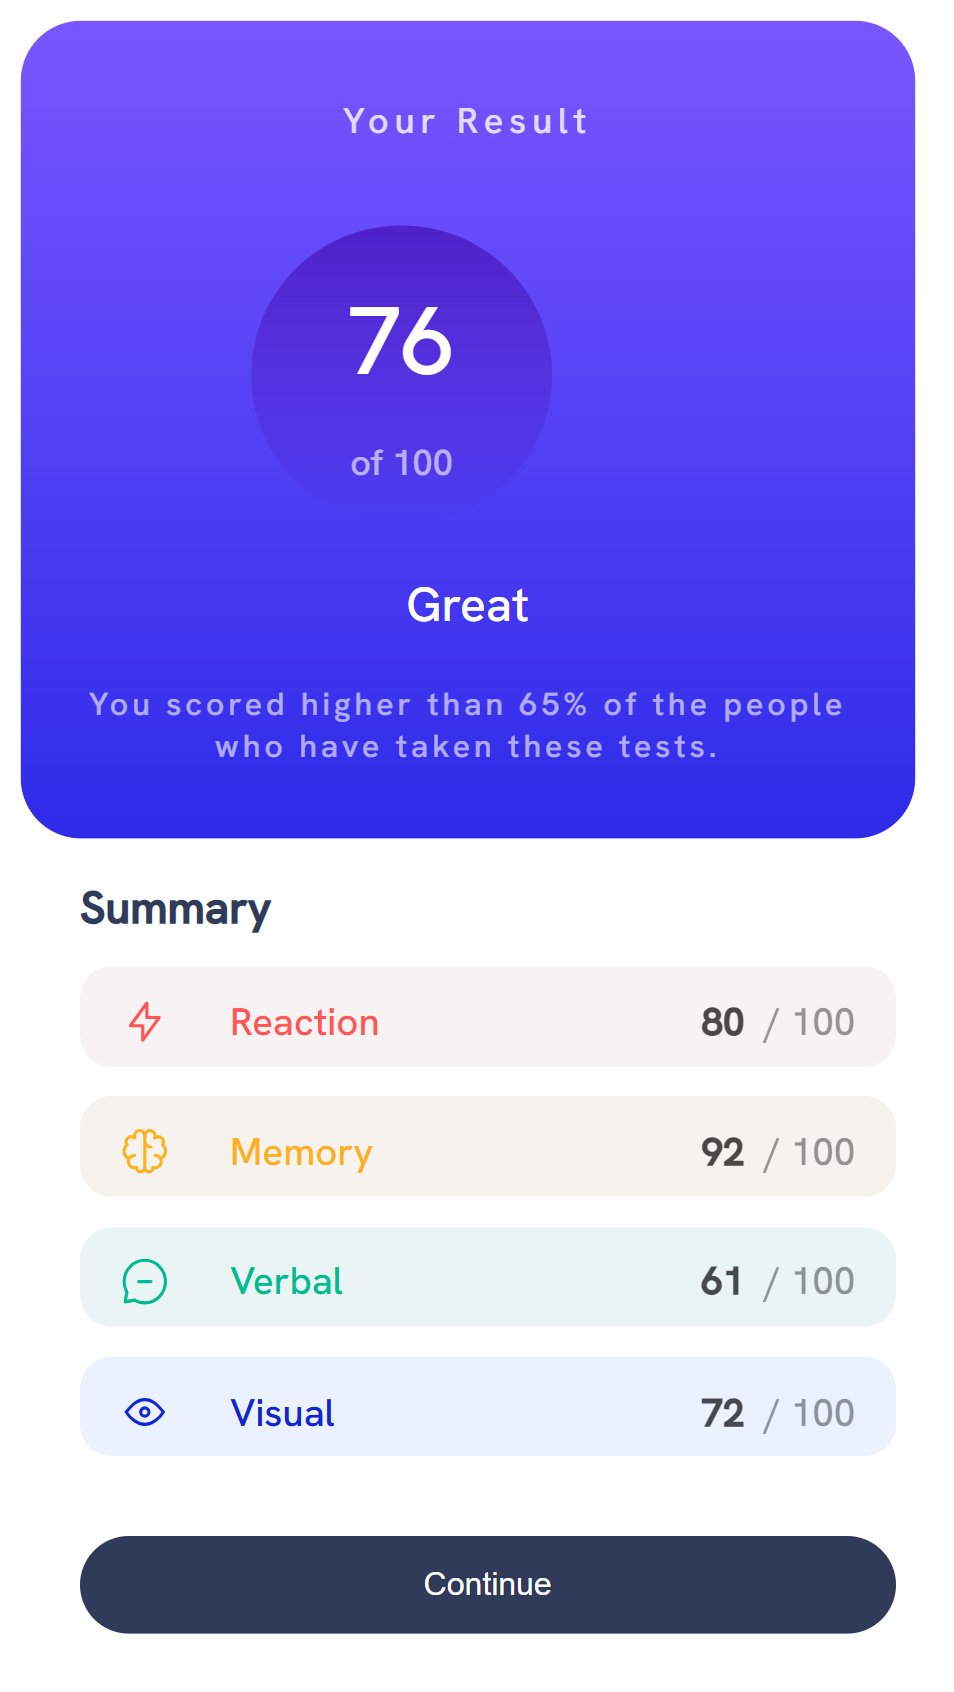 Your Result
76
of 100
Great
You scored higher than 65% of the people
who have taken these tests.
Summary
Reaction 80 / 100
Memory 92 / 100
Verbal 61 / 100
Visual 72 / 100
Continue